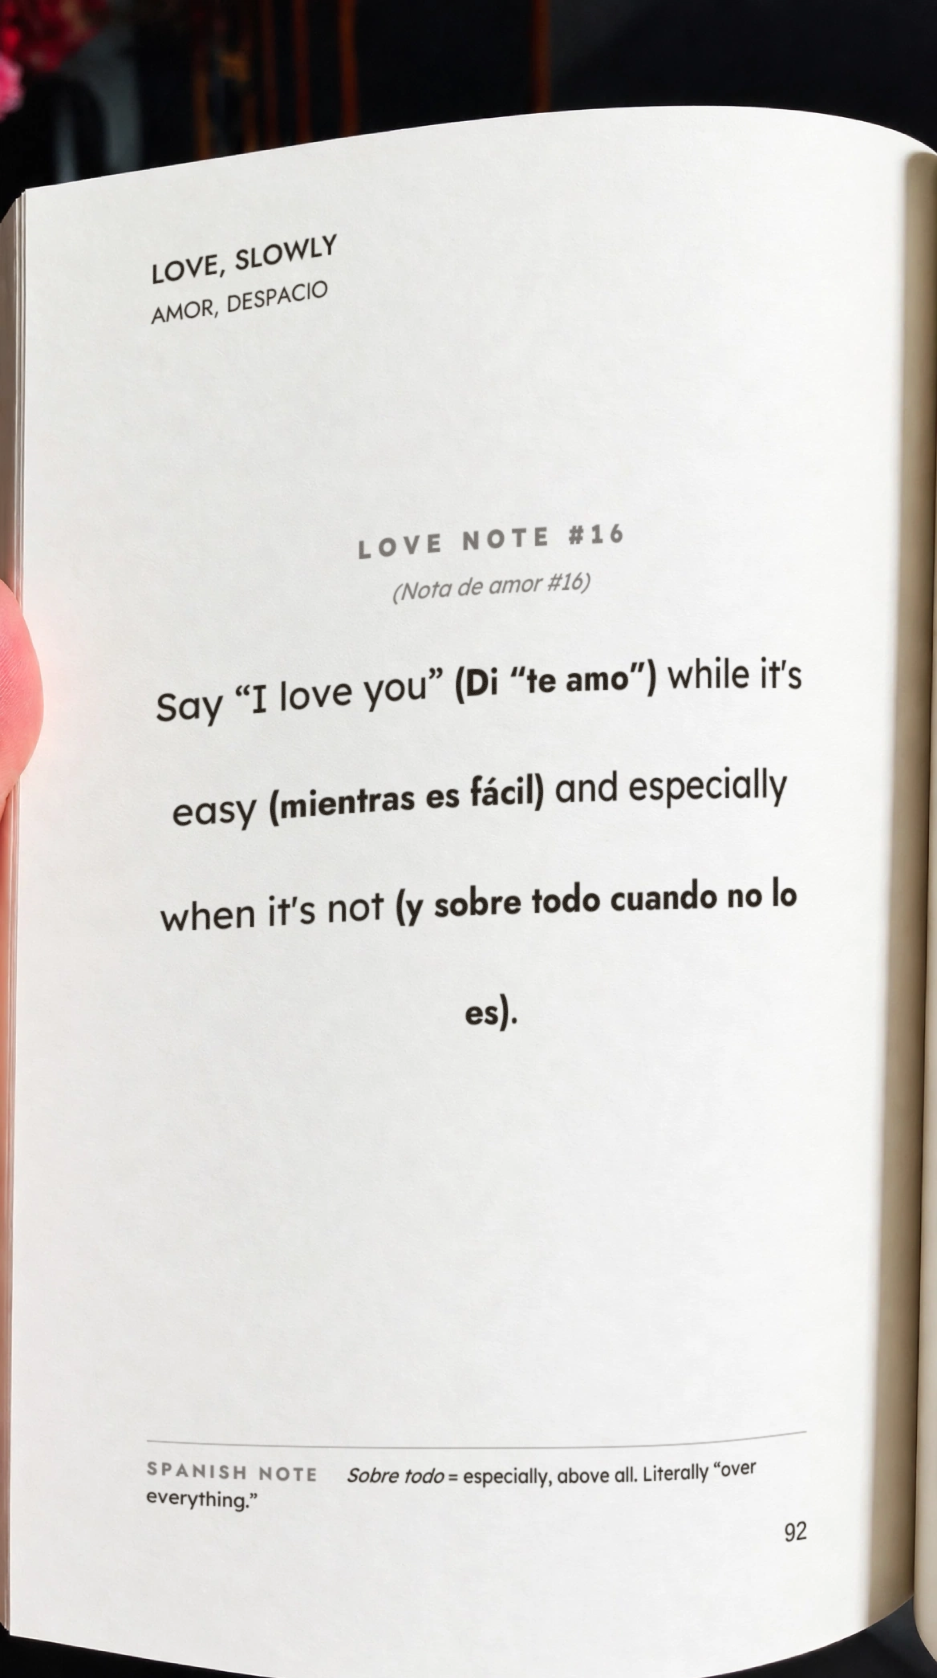 LOVE, SLOWLY
AMOR, DESPACIO
LOVE NOTE #16
(Nota de amor #16)
Say “I love you” (Di “te amo”) while it's
easy (mientras es fácil) and especially
when it's not (y sobre todo cuando no lo
es).
SPANISH NOTE Sobre todo = especially, above all. Literally “over
everything.”
92